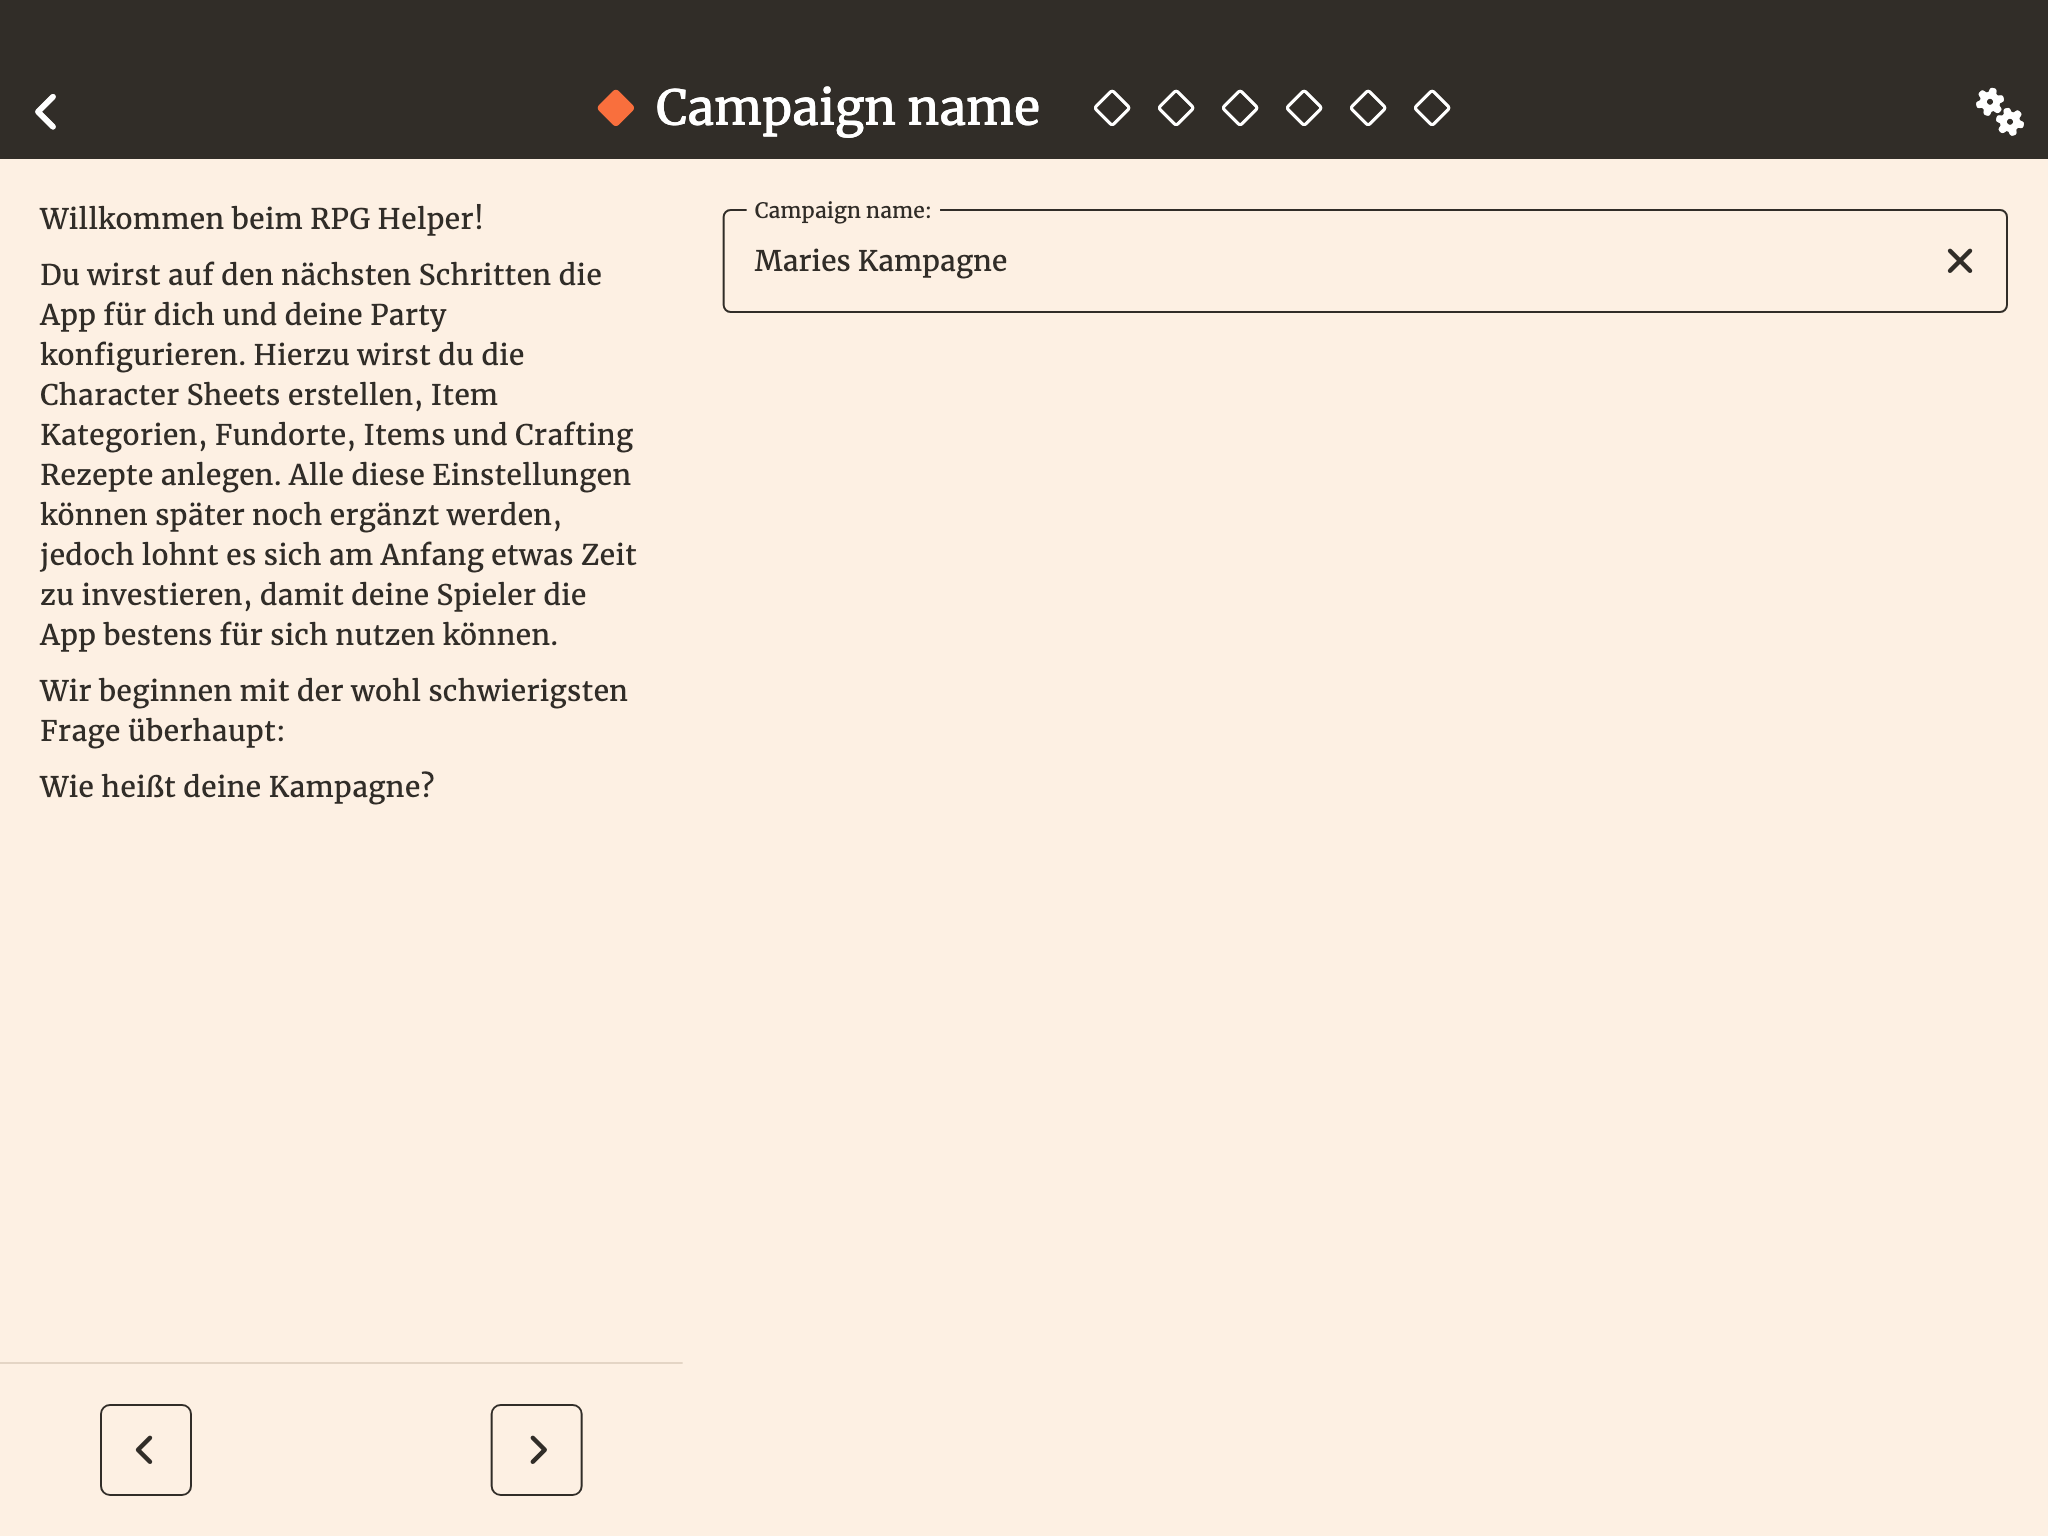 Campaign name
Willkommen beim RPG Helper!
Du wirst auf den nächsten Schritten die
App für dich und deine Party
konfigurieren. Hierzu wirst du die
Character Sheets erstellen, Item
Kategorien, Fundorte, Items und Crafting
Rezepte anlegen. Alle diese Einstellungen
können später noch ergänzt werden,
jedoch lohnt es sich am Anfang etwas Zeit
zu investieren, damit deine Spieler die
App bestens für sich nutzen können.
Wir beginnen mit der wohl schwierigsten
Frage überhaupt:
Wie heißt deine Kampagne?
Campaign name:
Maries Kampagne